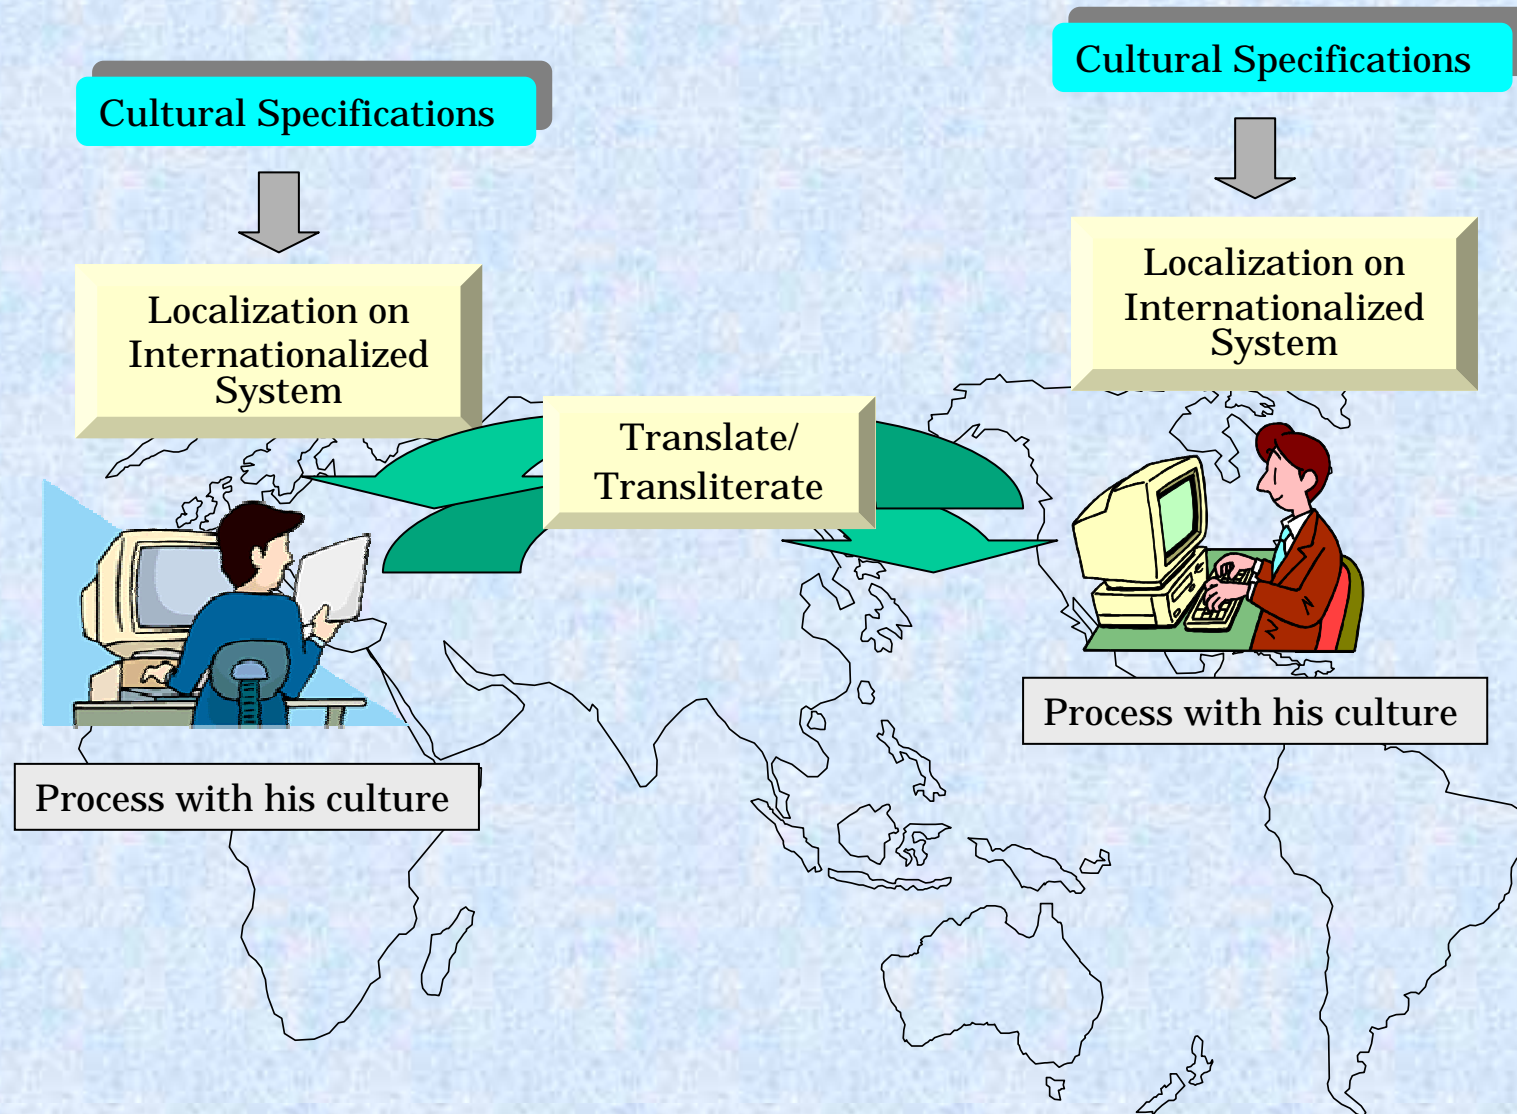 Cultural Specifications
Localization on
Internationalized
System
Process with his culture
Translate/
Transliterate
Cultural Specifications
Localization on
Internationalized
System
Process with his culture